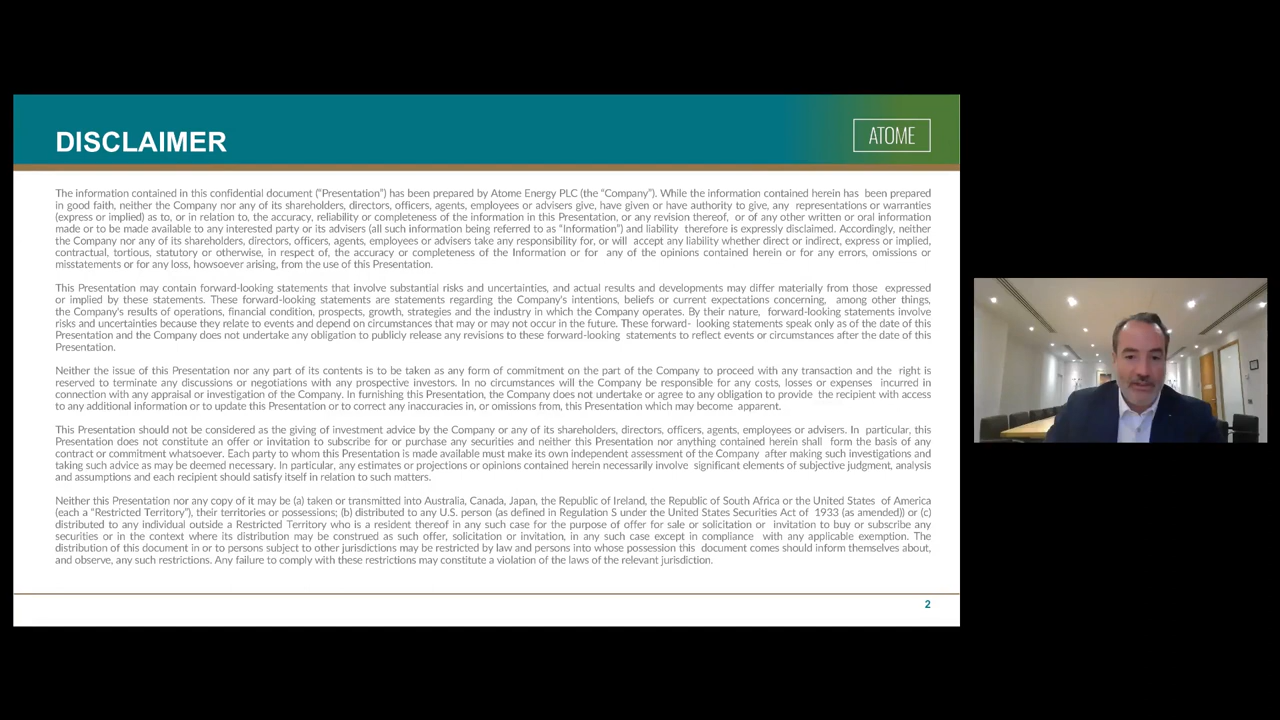 DISCLAIMER
ATOME
The information contained in this confidential document (“Presentation”) has been prepared by Atome Energy PLC (the “Company”). While the information contained herein has been prepared
in good faith, neither the Company nor any of its shareholders, directors, officers, agents, employees or advisers give, have given or have authority to give, any representations or warranties
(express or implied) as to, or in relation to, the accuracy, reliability or completeness of the information in this Presentation, or any revision thereof, or of any other written or oral information
made or to be made available to any interested party or its advisers (all such information being referred to as “Information”) and liability therefore is expressly disclaimed. Accordingly, neither
the Company nor any of its shareholders, directors, officers, agents, employees or advisers take any responsibility for, or will accept any liability whether direct or indirect, express or implied,
contractual, tortious, statutory or otherwise, in respect of, the accuracy or completeness of the Information or for any of the opinions contained herein or for any errors, omissions or
misstatements or for any loss, howsoever arising, from the use of this Presentation.
This Presentation may contain forward-looking statements that involve substantial risks and uncertainties, and actual results and developments may differ materially from those expressed
or implied by these statements. These forward-looking statements are statements regarding the Company's intentions, beliefs or current expectations concerning, among other things,
the Company's results of operations, financial condition, prospects, growth, strategies and the industry in which the Company operates. By their nature, forward-looking statements involve
risks and uncertainties because they relate to events and depend on circumstances that may or may not occur in the future. These forward- looking statements speak only as of the date of this
Presentation and the Company does not undertake any obligation to publicly release any revisions to these forward-looking statements to reflect events or circumstances after the date of this
Presentation.
Neither the issue of this Presentation nor any part of its contents is to be taken as any form of commitment on the part of the Company to proceed with any transaction and the right is
reserved to terminate any discussions or negotiations with any prospective investors. In no circumstances will the Company be responsible for any costs, losses or expenses incurred in
connection with any appraisal or investigation of the Company. In furnishing this Presentation, the Company does not undertake or agree to any obligation to provide the recipient with access
to any additional information or to update this Presentation or to correct any inaccuracies in, or omissions from, this Presentation which may become apparent.
This Presentation should not be considered as the giving of investment advice by the Company or any of its shareholders, directors, officers, agents, employees or advisers. In particular, this
Presentation does not constitute an offer or invitation to subscribe for or purchase any securities and neither this Presentation nor anything contained herein shall form the basis of any
contract or commitment whatsoever. Each party to whom this Presentation is made available must make its own independent assessment of the Company after making such investigations and
taking such advice as may be deemed necessary. In particular, any estimates or projections or opinions contained herein necessarily involve significant elements of subjective judgment, analysis
and assumptions and each recipient should satisfy itself in relation to such matters.
Neither this Presentation nor any copy of it may be (a) taken or transmitted into Australia, Canada, Japan, the Republic of Ireland, the Republic of South Africa or the United States of America
(each a “Restricted Territory”), their territories or possessions; (b) distributed to any U.S. person (as defined in Regulation S under the United States Securities Act of 1933 (as amended)) or (c)
distributed to any individual outside a Restricted Territory who is a resident thereof in any such case for the purpose of offer for sale or solicitation or invitation to buy or subscribe any
securities or in the context where its distribution may be construed as such offer, solicitation or invitation, in any such case except in compliance with any applicable exemption. The
distribution of this document in or to persons subject to other jurisdictions may be restricted by law and persons into whose possession this document comes should inform themselves about,
and observe, any such restrictions. Any failure to comply with these restrictions may constitute a violation of the laws of the relevant jurisdiction.
2